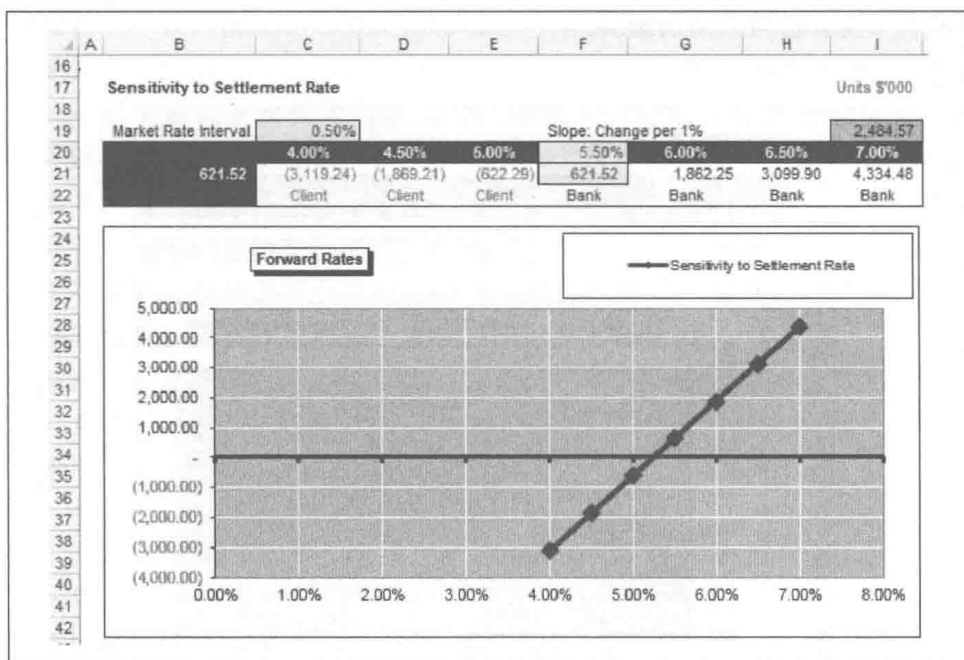 A B C D E F G H I
16
17 Sensitivity to Settlement Rate Units $'000
18
19 Market Rate Interval 0.50% Slope: Change per 1% 2,484.57
20 4.00% 4.50% 5.00% 5.50% 6.00% 6.50% 7.00%
21 621.52 (3,119.24) (1,869.21) (622.29) 621.52 1,862.25 3,099.90 4,334.48
22 Client Client Client Bank Bank Bank Bank
23
24
25 Forward Rates Sensitivity to Settlement Rate
26
27
28 5,000.00
29 4,000.00
30 3,000.00
31 2,000.00
32 1,000.00
33
34 -
35 (1,000.00)
36 (2,000.00)
37
38 (3,000.00)
39 (4,000.00)
40 0.00% 1.00% 2.00% 3.00% 4.00% 5.00% 6.00% 7.00% 8.00%
41
42